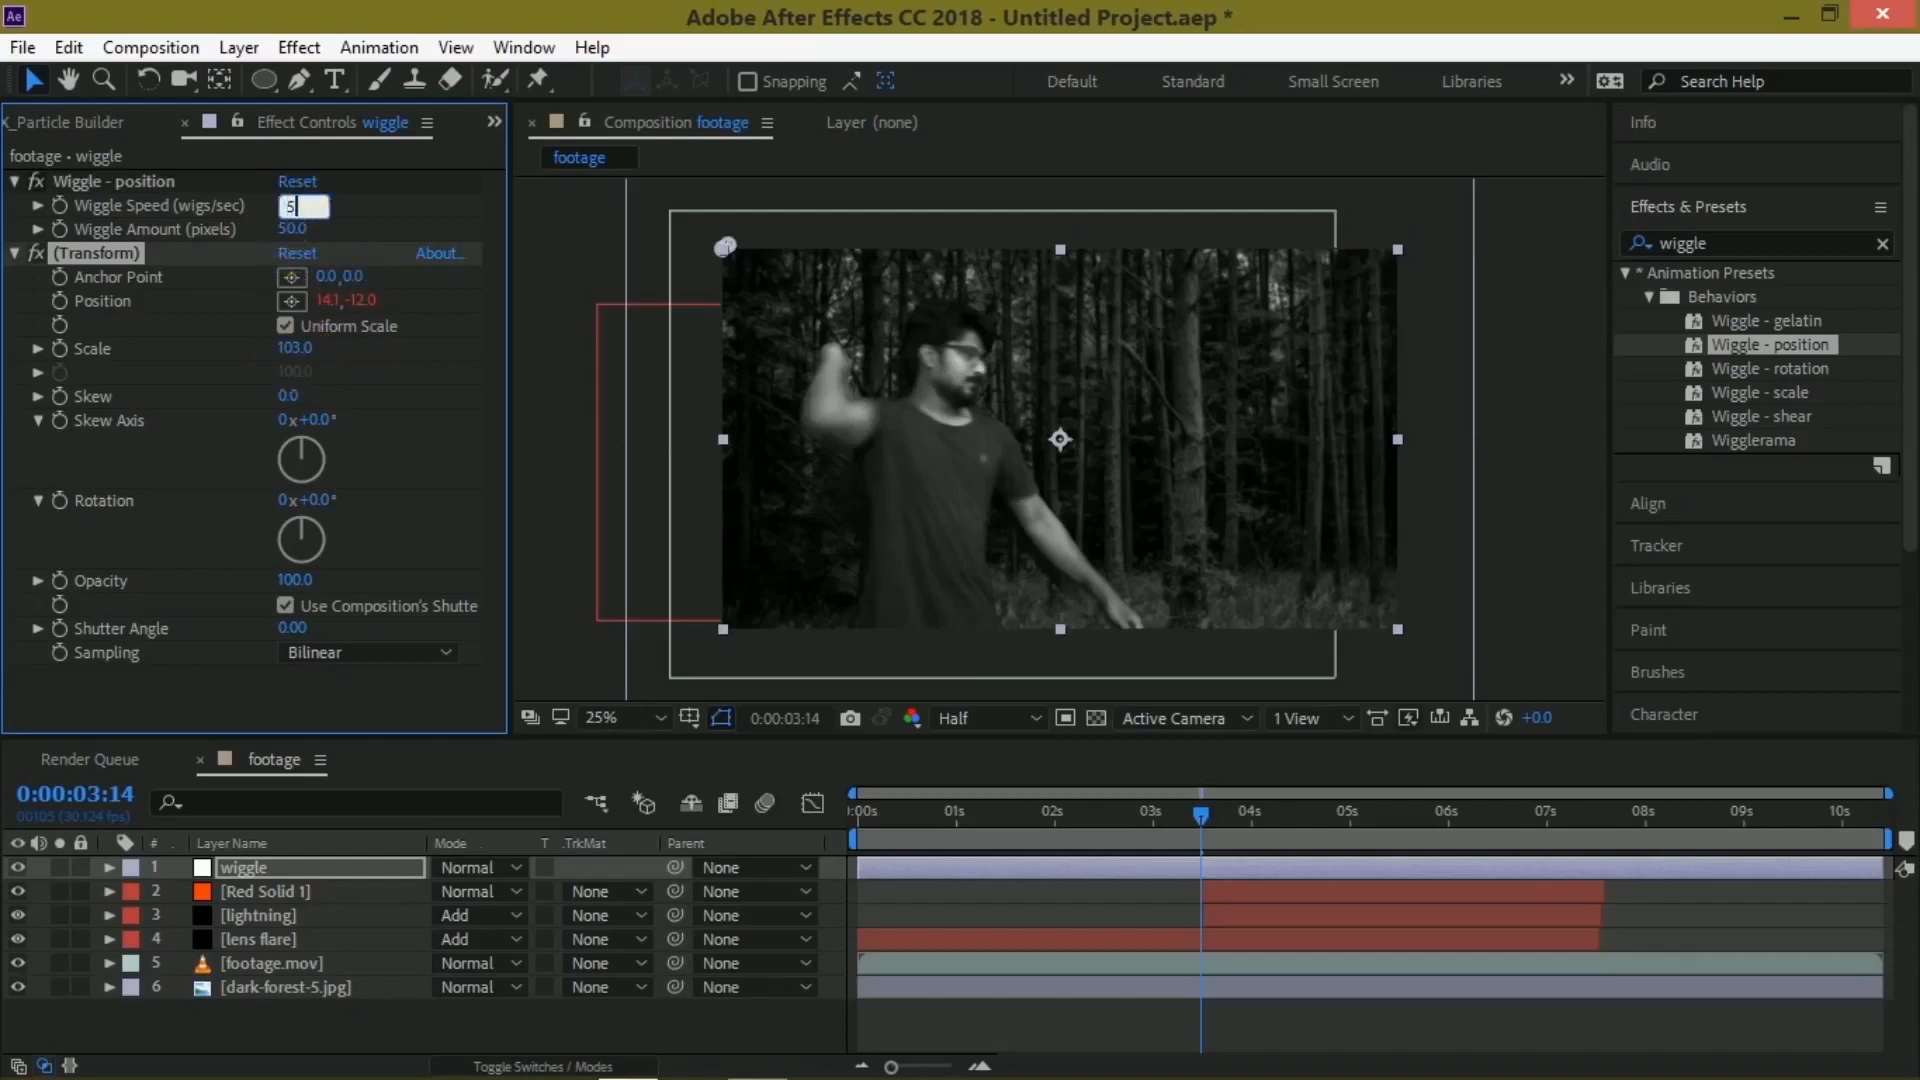 Ae
Adobe After Effects CC 2018 - Untitled Project.aep *
File Edit Composition Layer Effect Animation View Window Help
Snapping
Default Standard Small Screen Libraries
Search Help
X_Particle Builder
Effect Controls wiggle
footage • wiggle
fx Wiggle - position Reset
Wiggle Speed (wigs/sec) 5
Wiggle Amount (pixels) 50.0
fx (Transform) Reset About...
Anchor Point 0.0,0.0
Position 14.1,-12.0
Uniform Scale
Scale 103.0
100.0
Skew 0.0
Skew Axis 0x+0.0°
Rotation 0x+0.0°
Opacity 100.0
Use Composition's Shutte
Shutter Angle 0.00
Sampling Bilinear
Composition footage
Layer (none)
footage
25% 0:00:03:14 Half Active Camera 1 View +0.0
Info
Audio
Effects & Presets
wiggle
* Animation Presets
Behaviors
Wiggle - gelatin
Wiggle - position
Wiggle - rotation
Wiggle - scale
Wiggle - shear
Wigglerama
Align
Tracker
Libraries
Paint
Brushes
Character
Render Queue
footage
0:00:03:14
00105 (30.124 fps)
:00s 01s 02s 03s 04s 05s 06s 07s 08s 09s 10s
# Layer Name Mode T .TrkMat Parent
1 wiggle Normal None
2 [Red Solid 1] Normal None None
3 [lightning] Add None None
4 [lens flare] Add None None
5 [footage.mov] Normal None None
6 [dark-forest-5.jpg] Normal None None
Toggle Switches / Modes